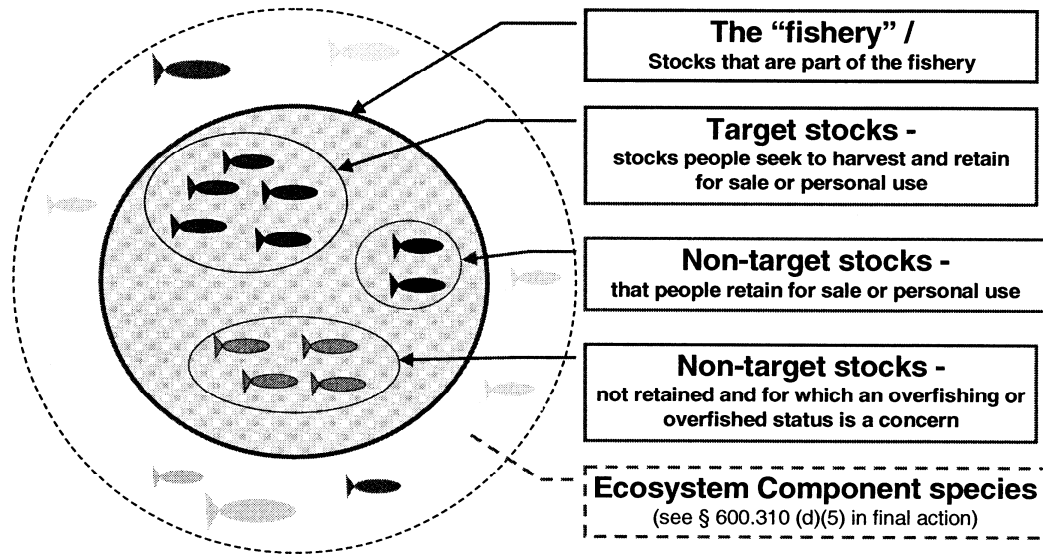 The “fishery” /
Stocks that are part of the fishery
Target stocks -
stocks people seek to harvest and retain
for sale or personal use
Non-target stocks -
that people retain for sale or personal use
Non-target stocks -
not retained and for which an overfishing or
overfished status is a concern
Ecosystem Component species
(see § 600.310 (d)(5) in final action)